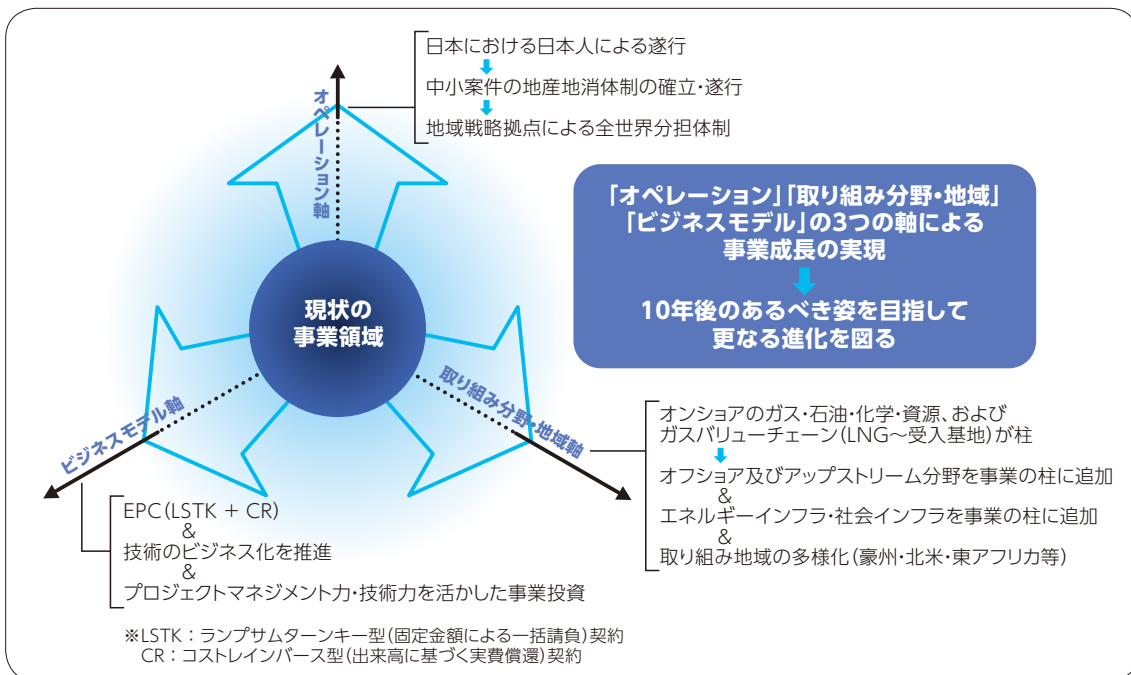 日本における日本人による遂行
中小案件の地産地消体制の確立・遂行
地域戦略拠点による全世界分担体制
オペレーション軸
「オペレーション」「取り組み分野・地域」
「ビジネスモデル」の3つの軸による
事業成長の実現
10年後のあるべき姿を目指して
更なる進化を図る
現状の
事業領域
ビジネスモデル軸
取り組み分野・地域軸
オンショアのガス・石油・化学・資源、および
ガスバリューチェーン(LNG〜受入基地)が柱
オフショア及びアップストリーム分野を事業の柱に追加
&
エネルギーインフラ・社会インフラを事業の柱に追加
&
取り組み地域の多様化(豪州・北米・東アフリカ等)
EPC(LSTK + CR)
&
技術のビジネス化を推進
&
プロジェクトマネジメント力・技術力を活かした事業投資
※LSTK：ランプサムターンキー型(固定金額による一括請負)契約
CR：コストレインバース型(出来高に基づく実費償還)契約